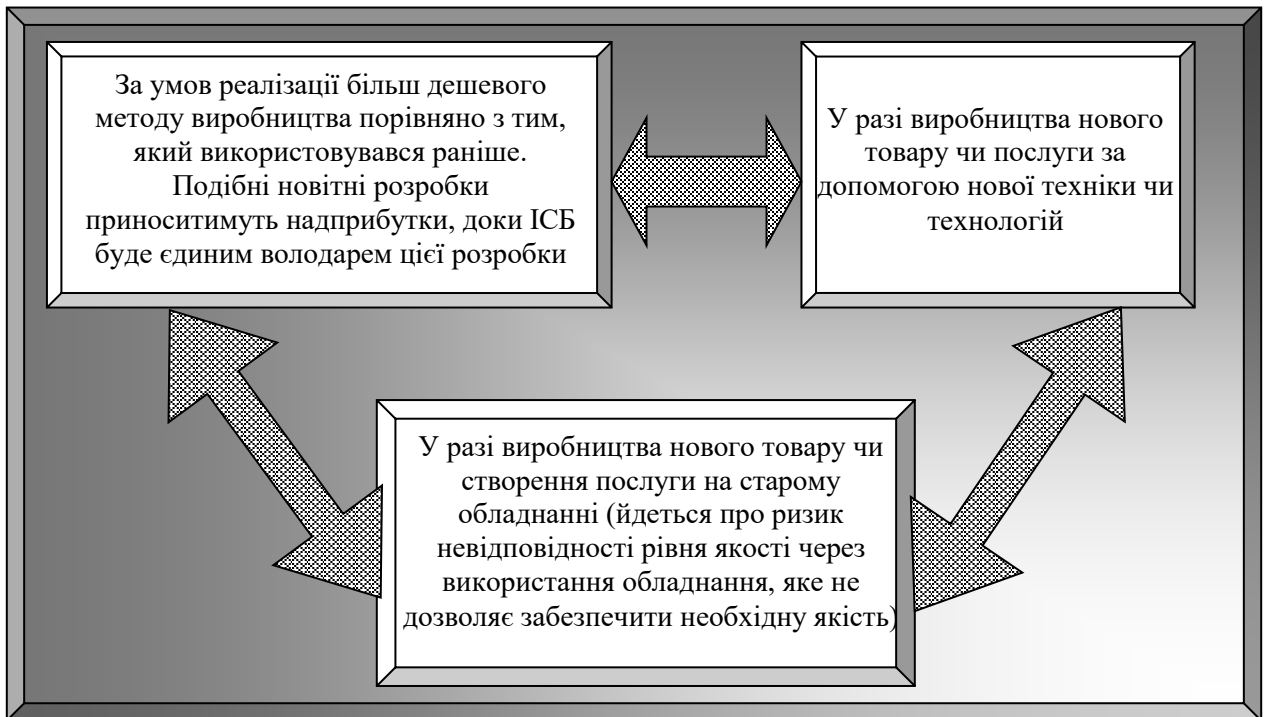 За умов реалізації більш дешевого
методу виробництва порівняно з тим,
який використовувався раніше.
Подібні новітні розробки
приноситимуть надприбутки, доки ІСБ
буде єдиним володарем цієї розробки
У разі виробництва нового
товару чи послуги за
допомогою нової техніки чи
технологій
У разі виробництва нового товару чи
створення послуги на старому
обладнанні (йдеться про ризик
невідповідності рівня якості через
використання обладнання, яке не
дозволяє забезпечити необхідну якість)